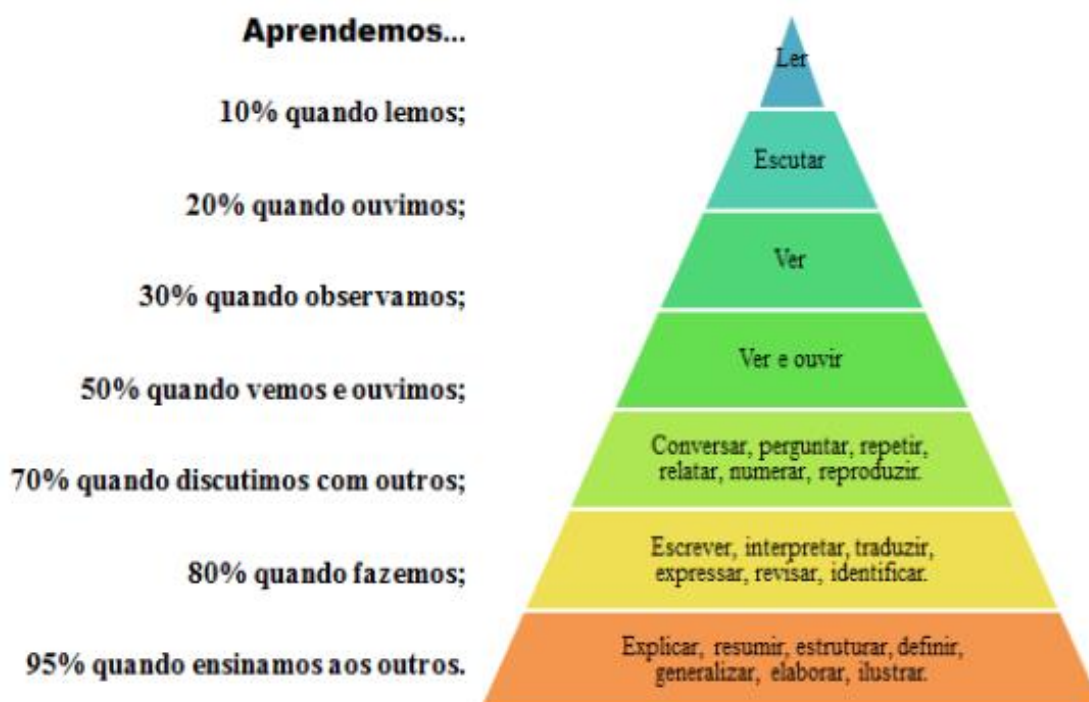 Aprendemos...
10% quando lemos;
20% quando ouvimos;
30% quando observamos;
50% quando vemos e ouvimos;
70% quando discutimos com outros;
80% quando fazemos;
95% quando ensinamos aos outros.
Ler
Escutar
Ver
Ver e ouvir
Conversar, perguntar, repetir,
relatar, numerar, reproduzir.
Escrever, interpretar, traduzir,
expressar, revisar, identificar.
Explicar, resumir, estruturar, definir,
generalizar, elaborar, ilustrar.